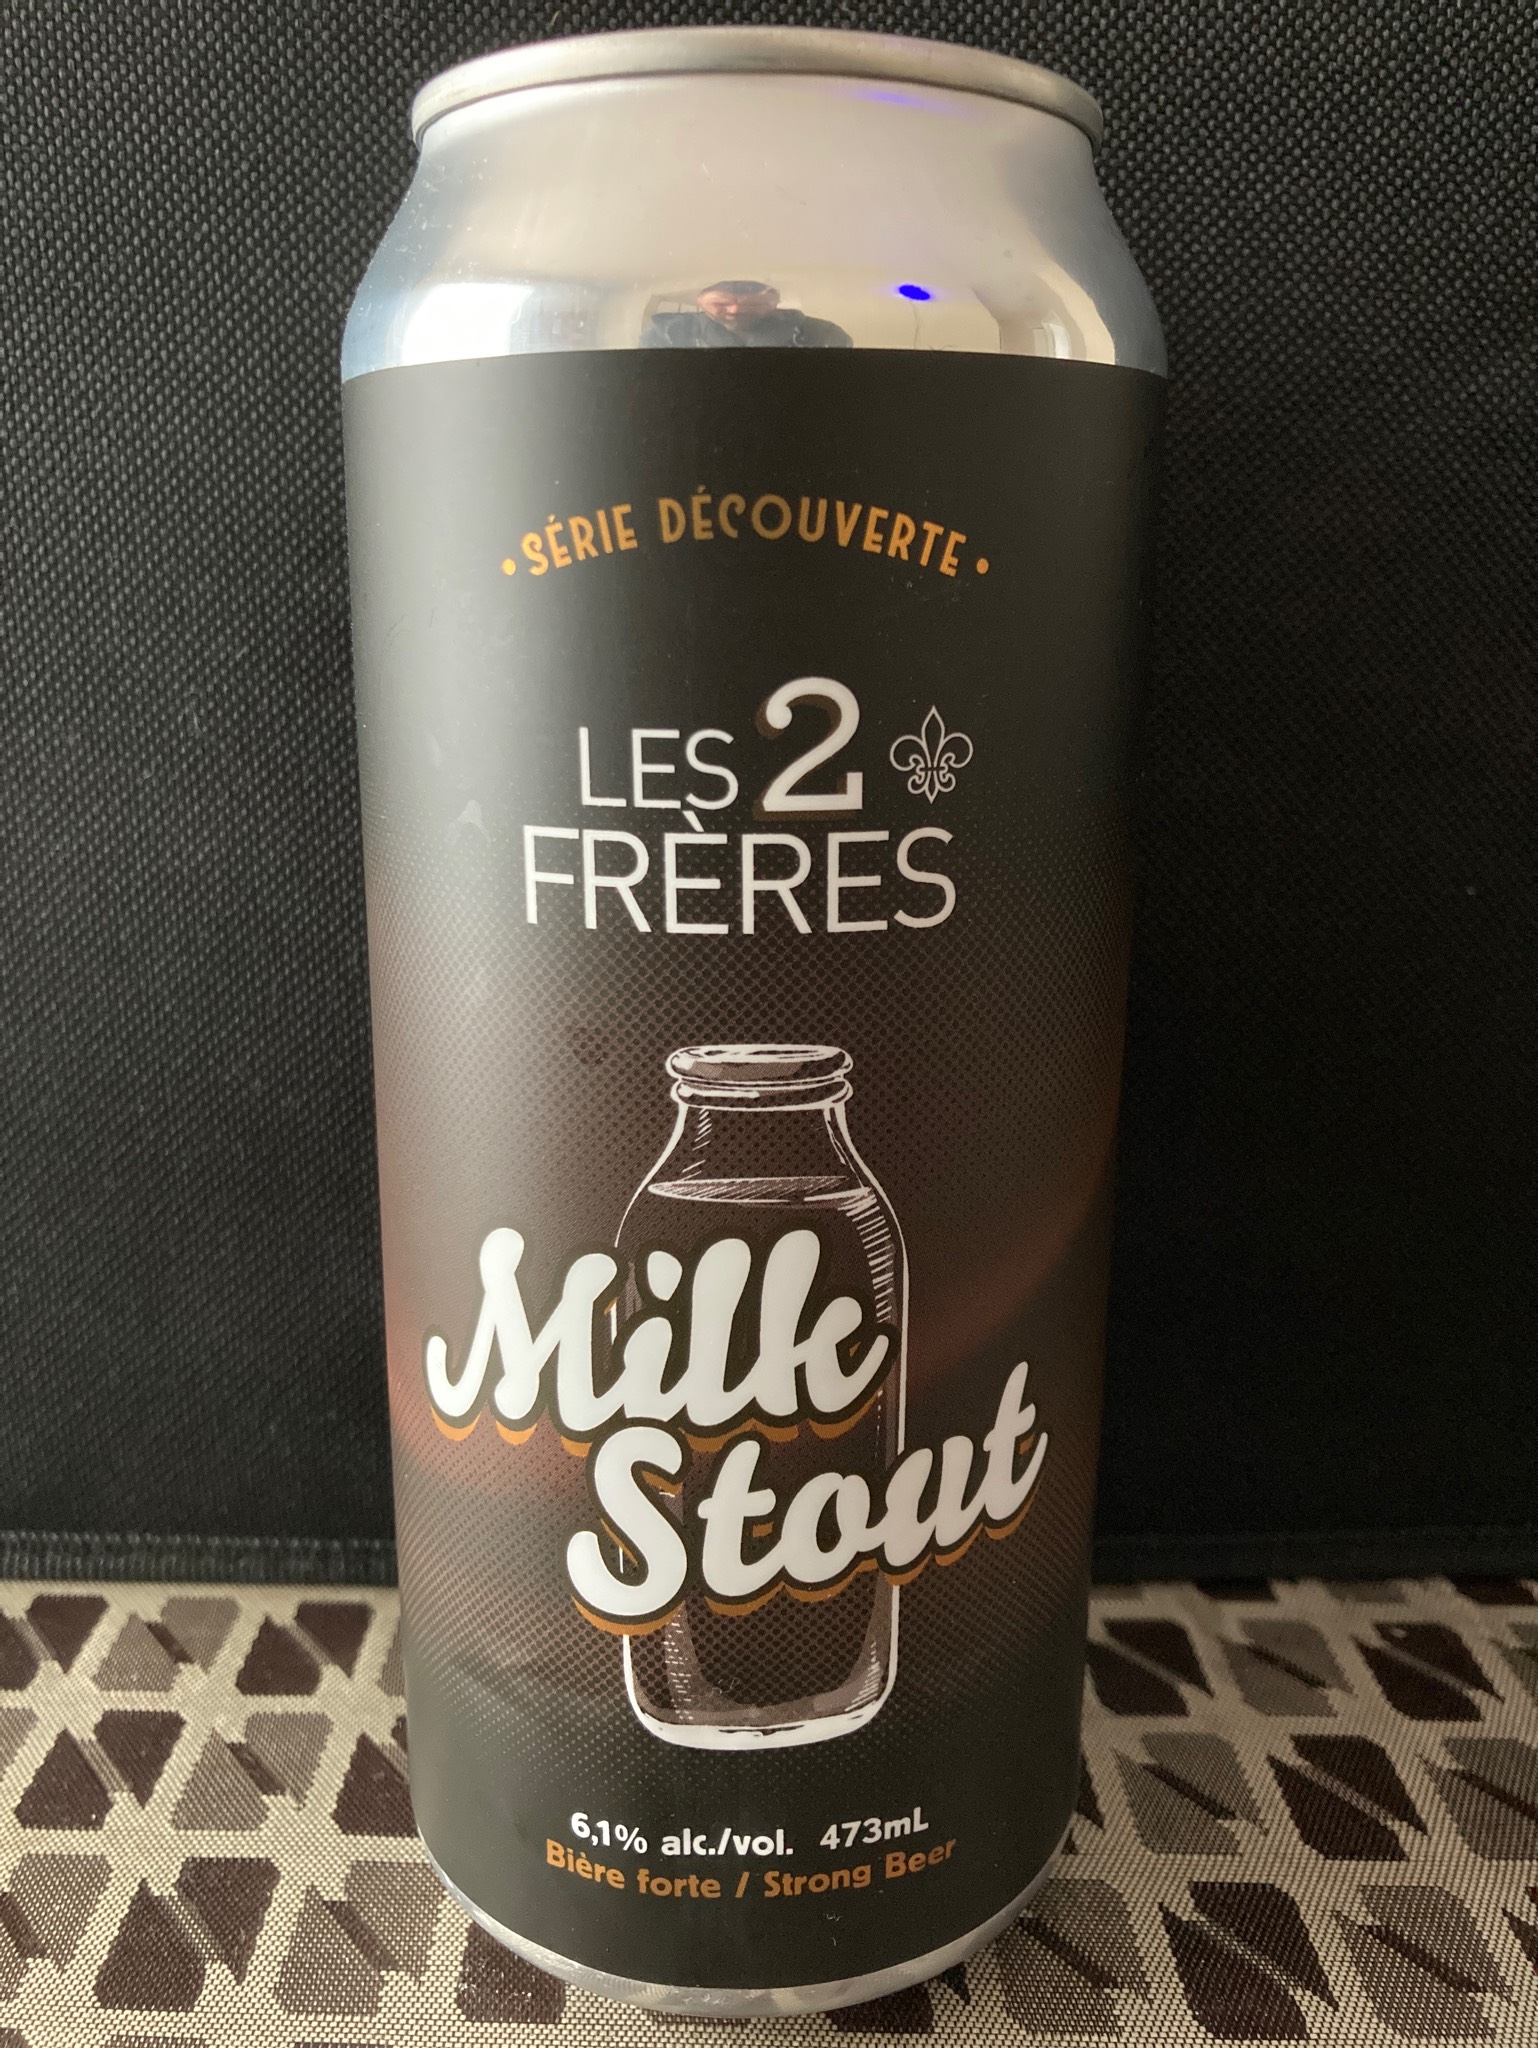 • SÉRIE DÉCOUVERTE •
LES 2
FRÈRES
Milk
Stout
6,1% alc./vol. 473mL
Bière forte / Strong Beer